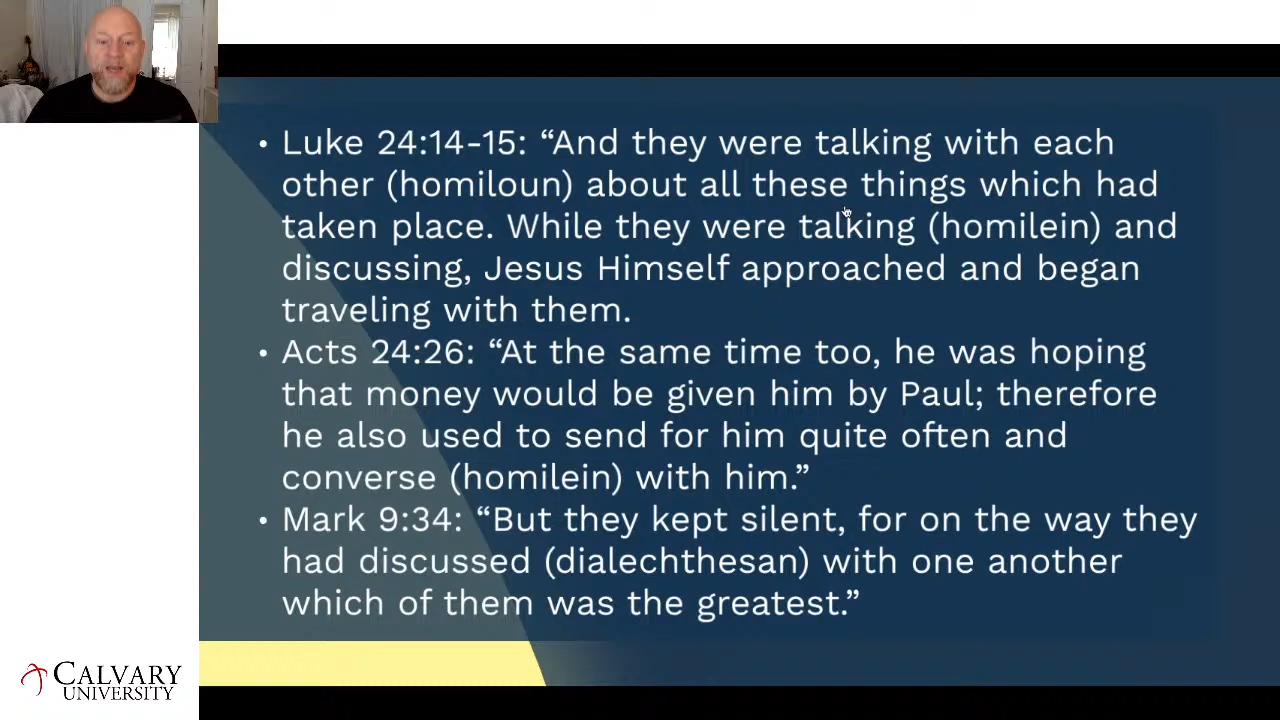 • Luke 24:14-15: “And they were talking with each
other (homiloun) about all these things which had
taken place. While they were talking (homilein) and
discussing, Jesus Himself approached and began
traveling with them.
• Acts 24:26: “At the same time too, he was hoping
that money would be given him by Paul; therefore
he also used to send for him quite often and
converse (homilein) with him.”
• Mark 9:34: “But they kept silent, for on the way they
had discussed (dialechthesan) with one another
which of them was the greatest.”
CALVARY
UNIVERSITY